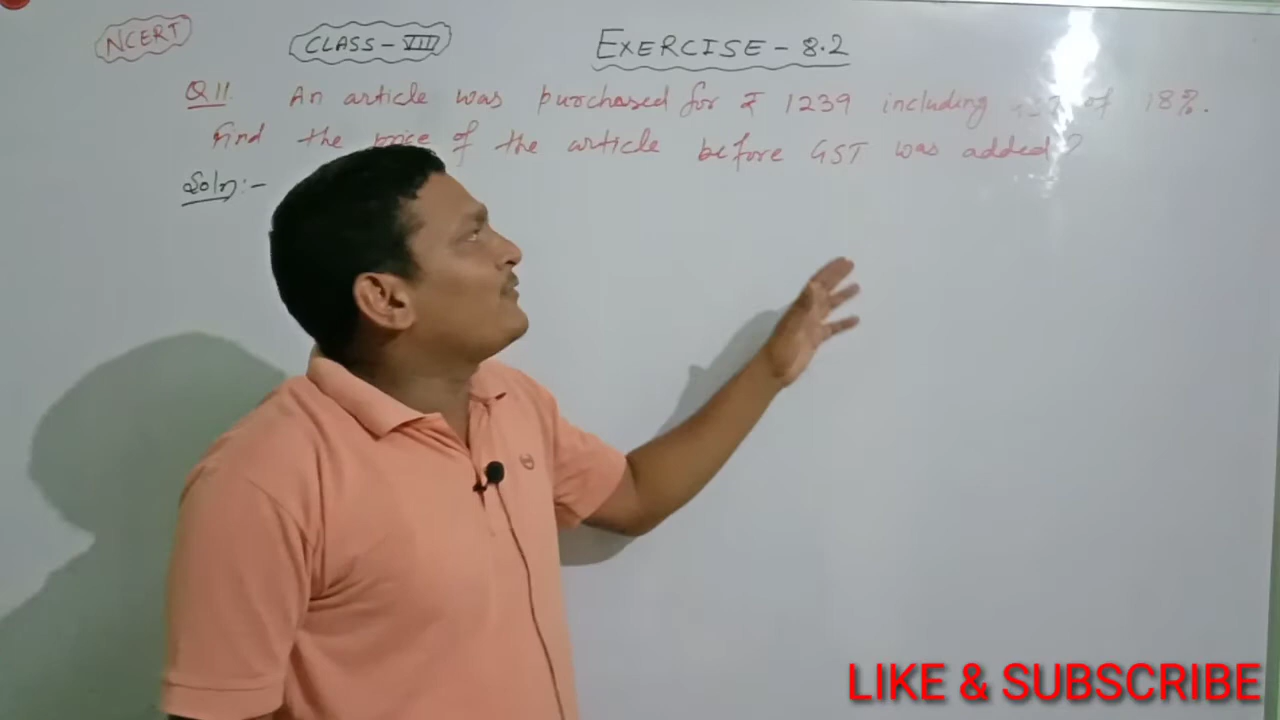 NCERT CLASS-VIII EXERCISE-8.2
Q11. An article was purchased for ₹ 1239 including of 18%.
Find the price of the article before GST was added?
Soln:-
LIKE & SUBSCRIBE